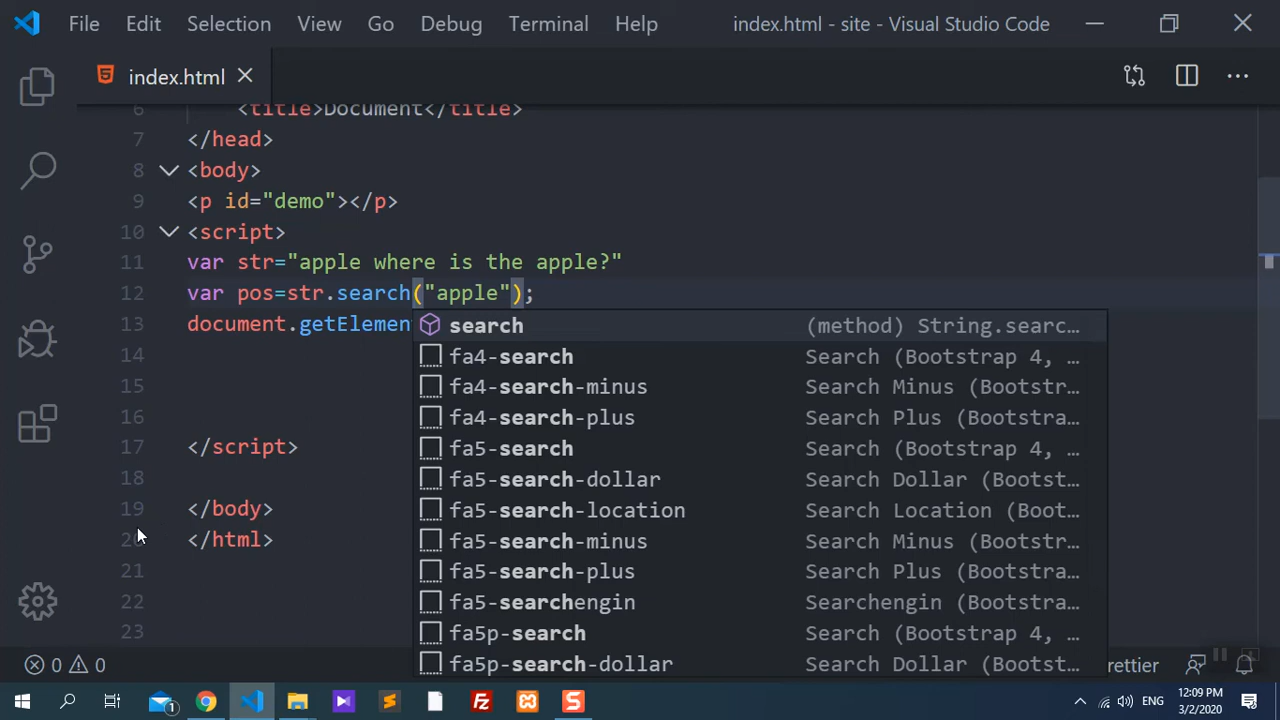 File Edit Selection View Go Debug Terminal Help index.html - site - Visual Studio Code
index.html
6 <title>Document</title>
7 </head>
8 <body>
9 <p id="demo"></p>
10 <script>
11 var str="apple where is the apple?"
12 var pos=str.search("apple");
13 document.getElemen
search (method) String.searc…
14 fa4-search Search (Bootstrap 4, …
15 fa4-search-minus Search Minus (Bootstr…
16 fa4-search-plus Search Plus (Bootstra…
17 </script> fa5-search Search (Bootstrap 4, …
18 fa5-search-dollar Search Dollar (Bootst…
19 </body> fa5-search-location Search Location (Boot…
20 </html> fa5-search-minus Search Minus (Bootstr…
21 fa5-search-plus Search Plus (Bootstra…
22 fa5-searchengin Searchengin (Bootstra…
23 fa5p-search Search (Bootstrap 4, …
0 0 fa5p-search-dollar Search Dollar (Bootst… rettier
1 ENG 12:09 PM
3/2/2020